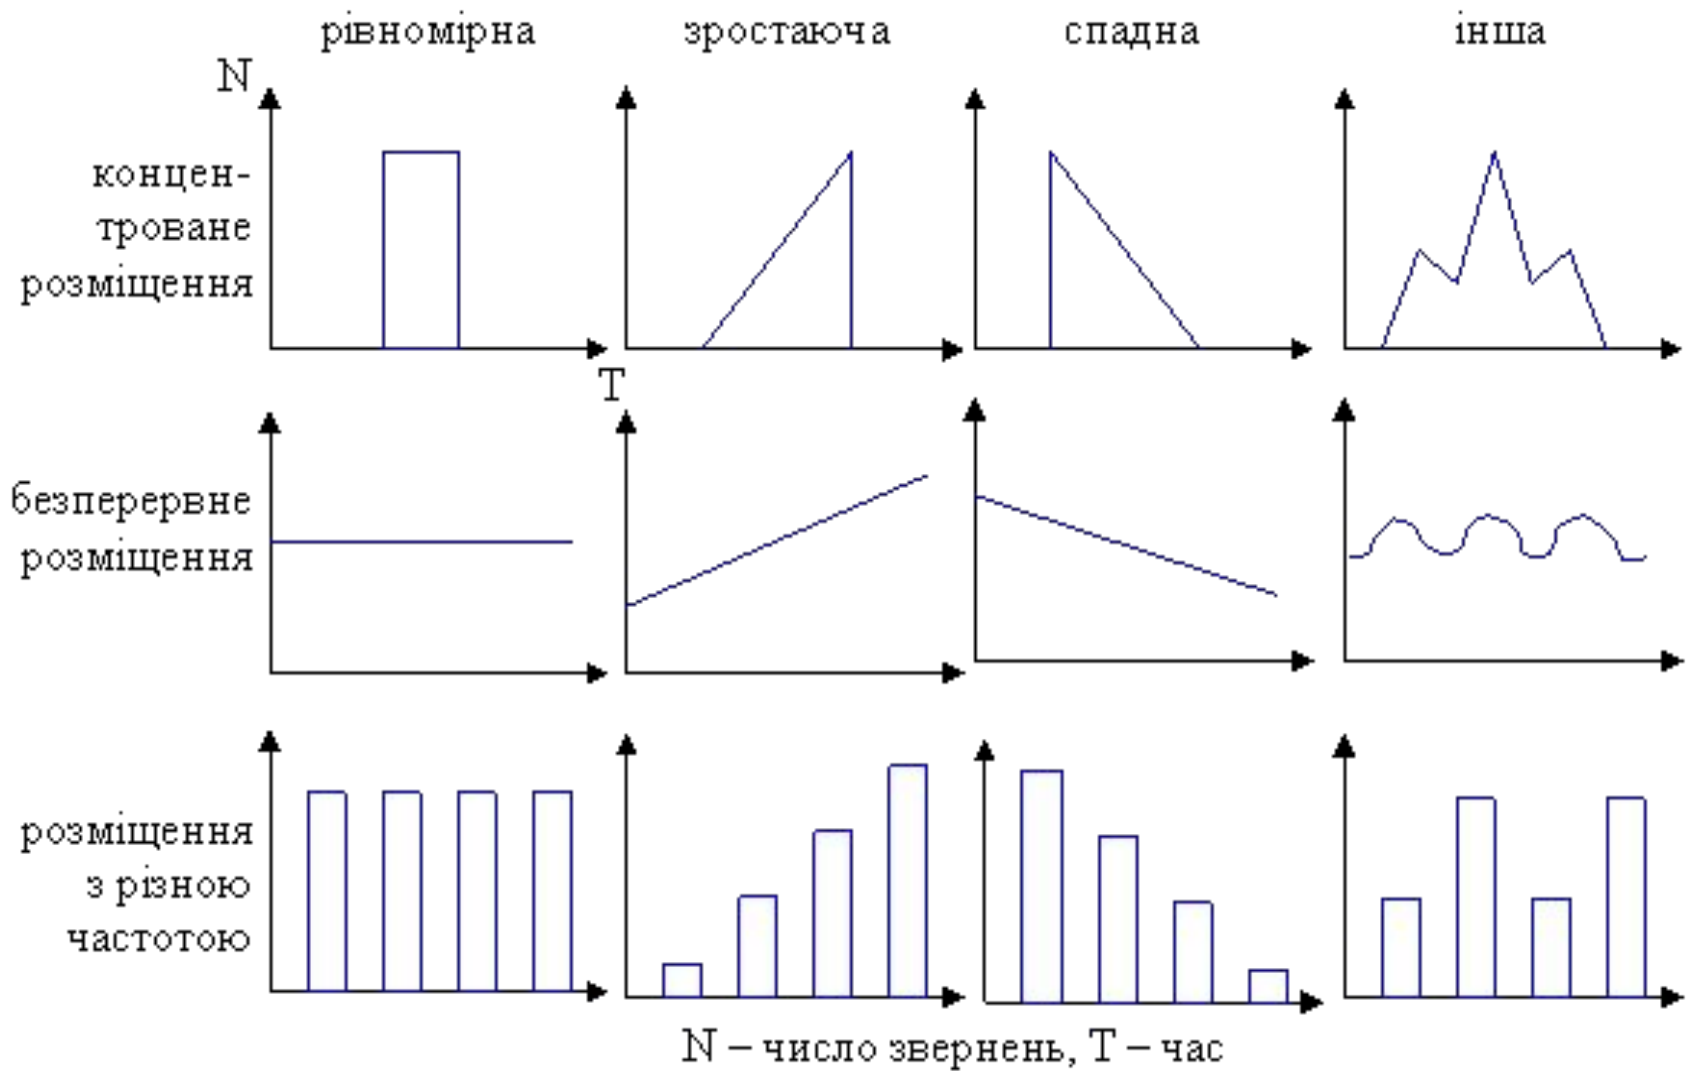 рівномірна зростаюча спадна інша
N
концен-
троване
розміщення
T
безперервне
розміщення
розміщення
з різною
частотою
N – число звернень, T – час